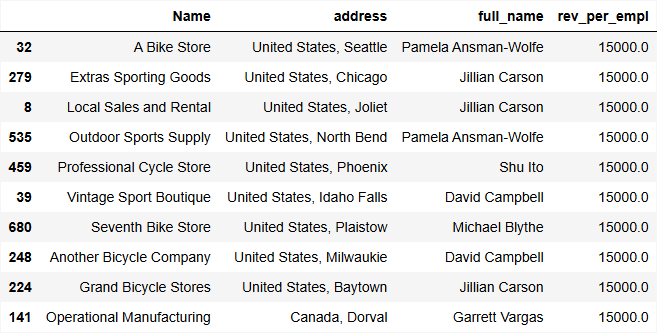 Name address full_name rev_per_empl
32 A Bike Store United States, Seattle Pamela Ansman-Wolfe 15000.0
279 Extras Sporting Goods United States, Chicago Jillian Carson 15000.0
8 Local Sales and Rental United States, Joliet Jillian Carson 15000.0
535 Outdoor Sports Supply United States, North Bend Pamela Ansman-Wolfe 15000.0
459 Professional Cycle Store United States, Phoenix Shu Ito 15000.0
39 Vintage Sport Boutique United States, Idaho Falls David Campbell 15000.0
680 Seventh Bike Store United States, Plaistow Michael Blythe 15000.0
248 Another Bicycle Company United States, Milwaukie David Campbell 15000.0
224 Grand Bicycle Stores United States, Baytown Jillian Carson 15000.0
141 Operational Manufacturing Canada, Dorval Garrett Vargas 15000.0